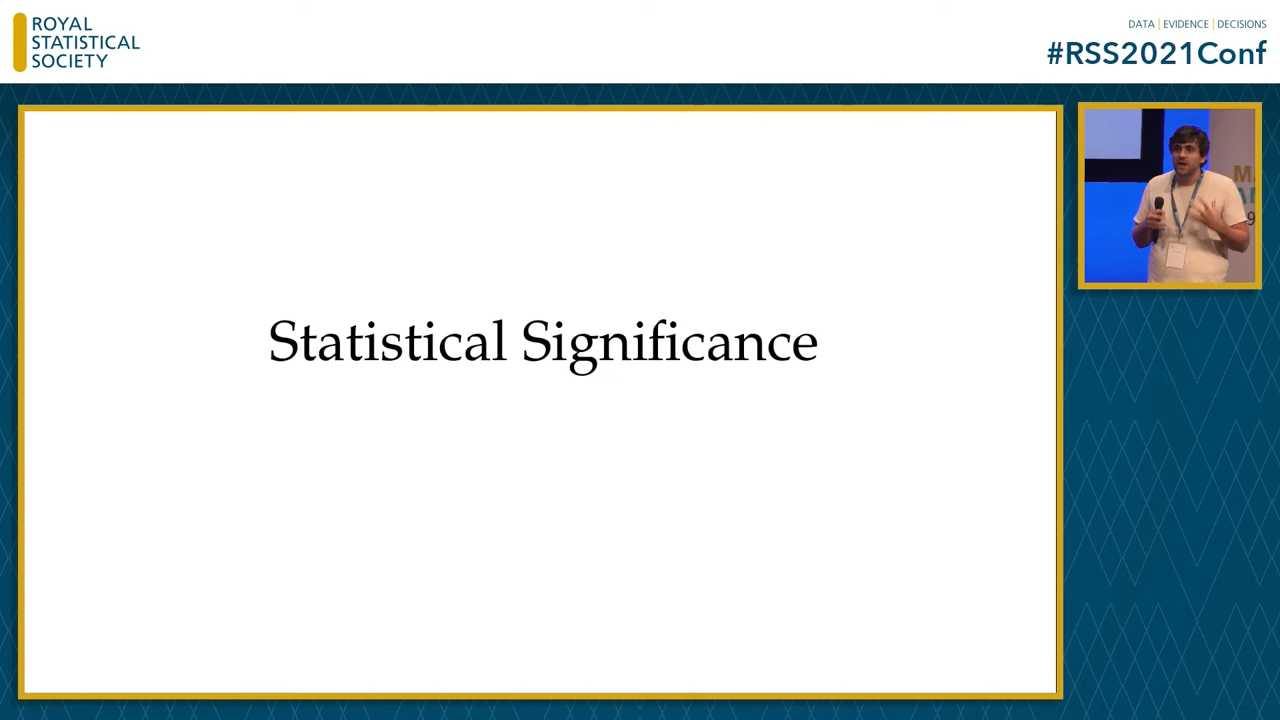 ROYAL
STATISTICAL
SOCIETY
DATA | EVIDENCE | DECISIONS
#RSS2021Conf
Statistical Significance